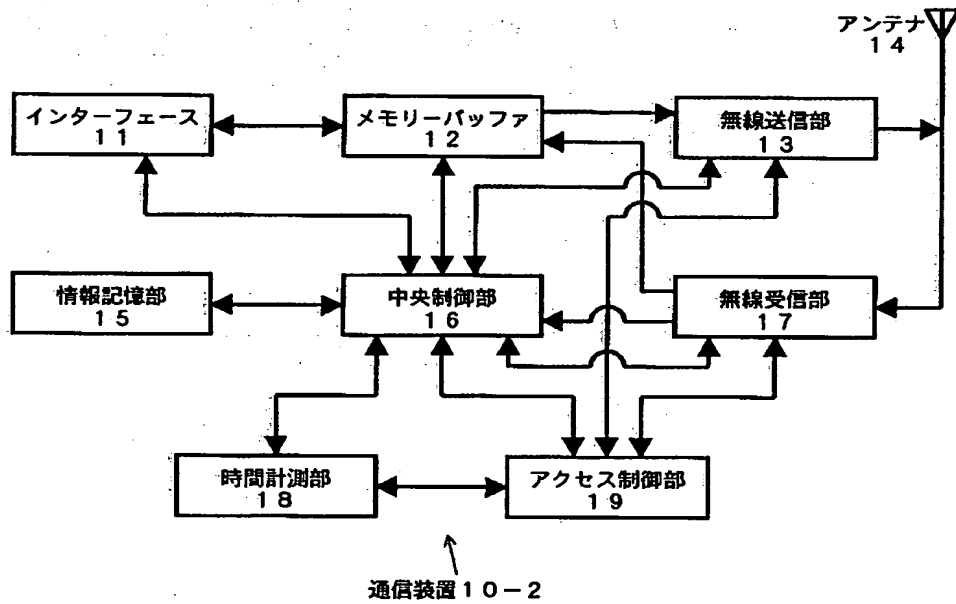 アンテナ
１４
インターフェース
１１
メモリーバッファ
１２
無線送信部
１３
情報記憶部
１５
中央制御部
１６
無線受信部
１７
時間計測部
１８
アクセス制御部
１９
通信装置１０－２